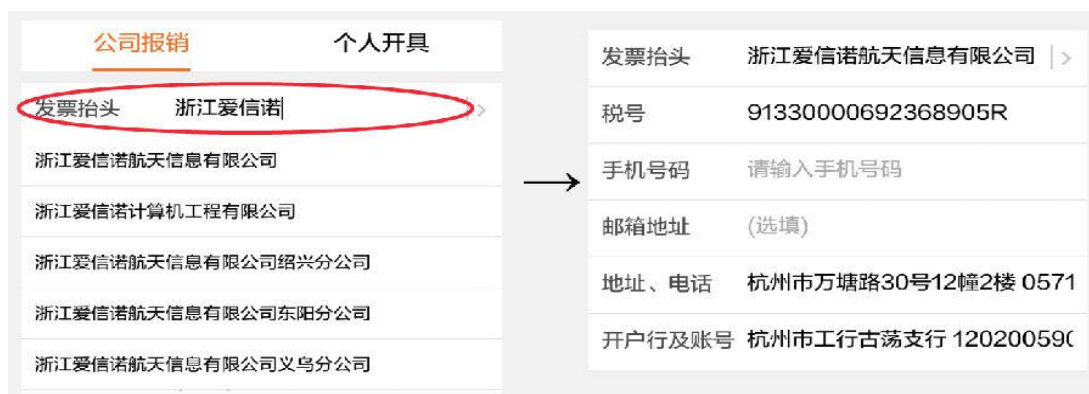 公司报销 个人开具
发票抬头 浙江爱信诺
浙江爱信诺航天信息有限公司
浙江爱信诺计算机工程有限公司
浙江爱信诺航天信息有限公司绍兴分公司
浙江爱信诺航天信息有限公司东阳分公司
浙江爱信诺航天信息有限公司义乌分公司
发票抬头 浙江爱信诺航天信息有限公司
税号 91330000692368905R
手机号码 请输入手机号码
邮箱地址 (选填)
地址、电话 杭州市万塘路30号12幢2楼 0571
开户行及账号 杭州市工行古荡支行 120200590